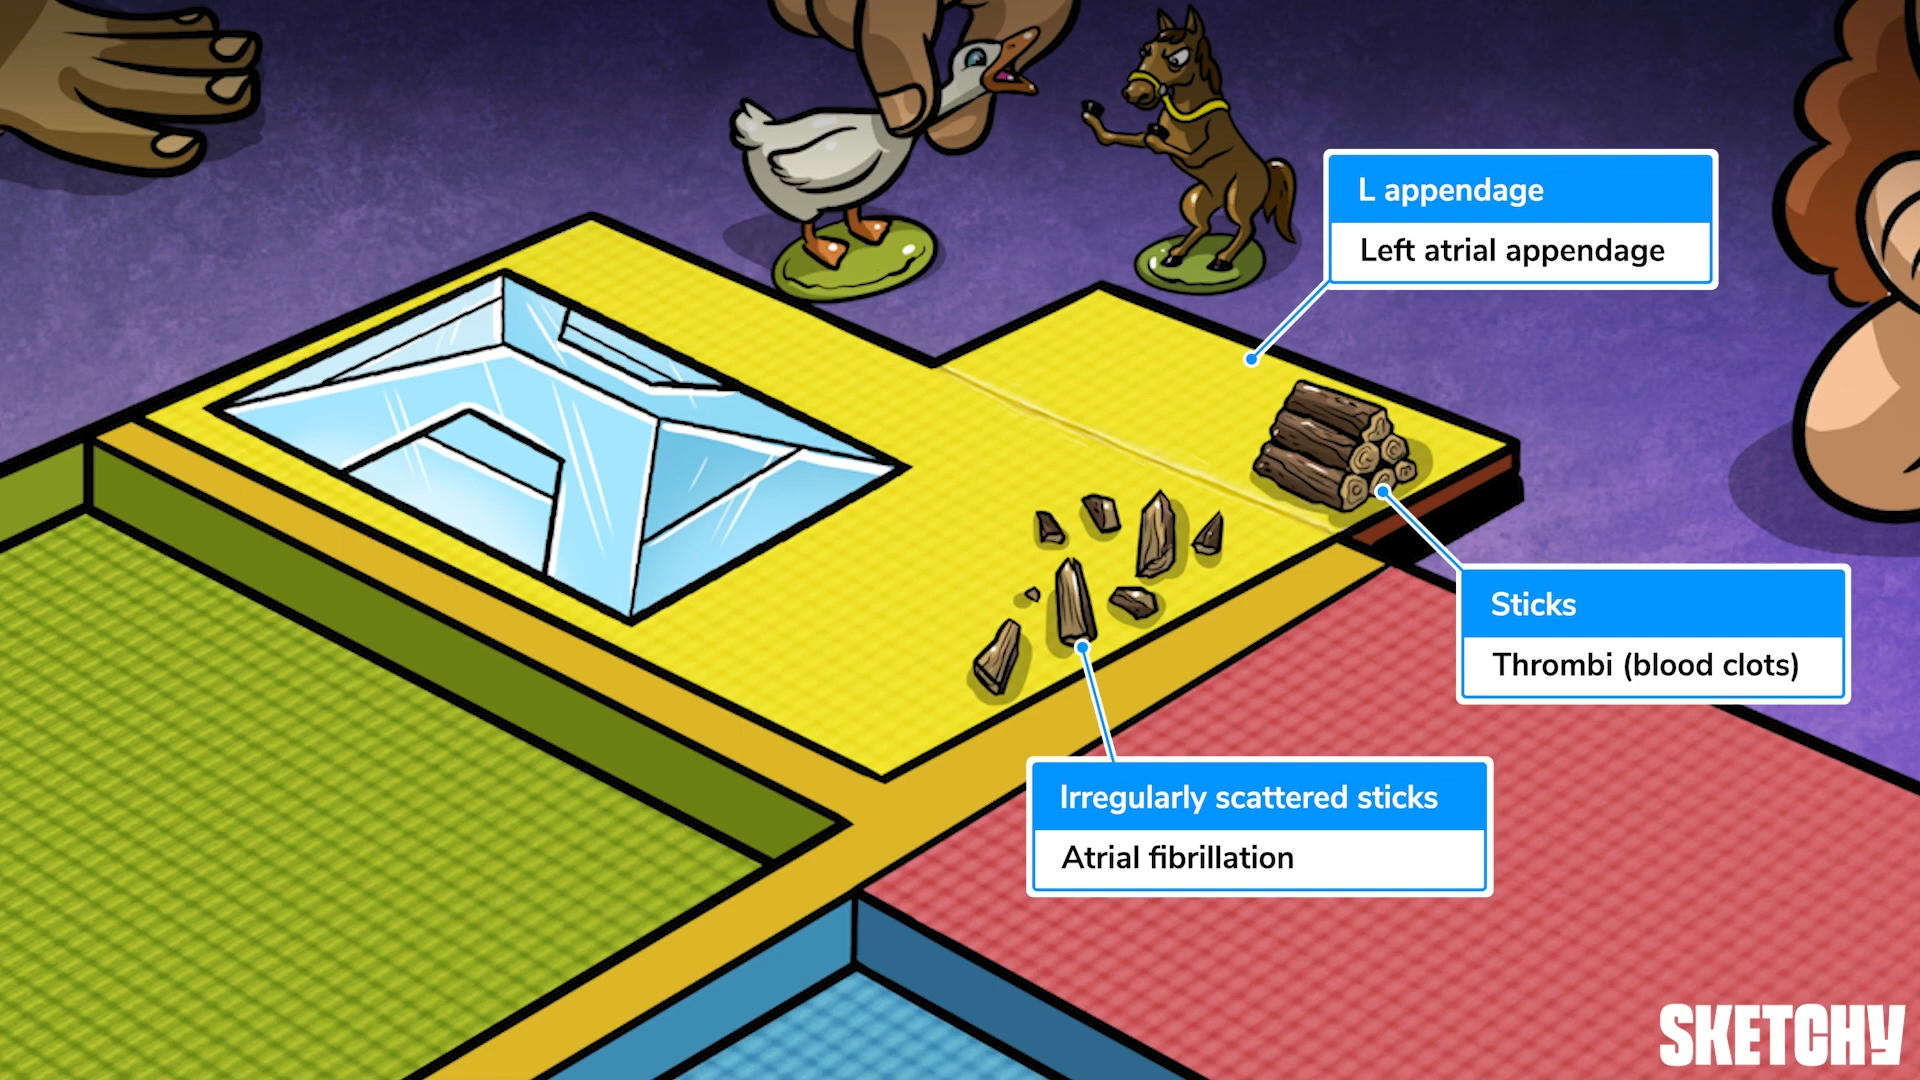 L appendage
Left atrial appendage
Sticks
Thrombi (blood clots)
Irregularly scattered sticks
Atrial fibrillation
SKETCHY